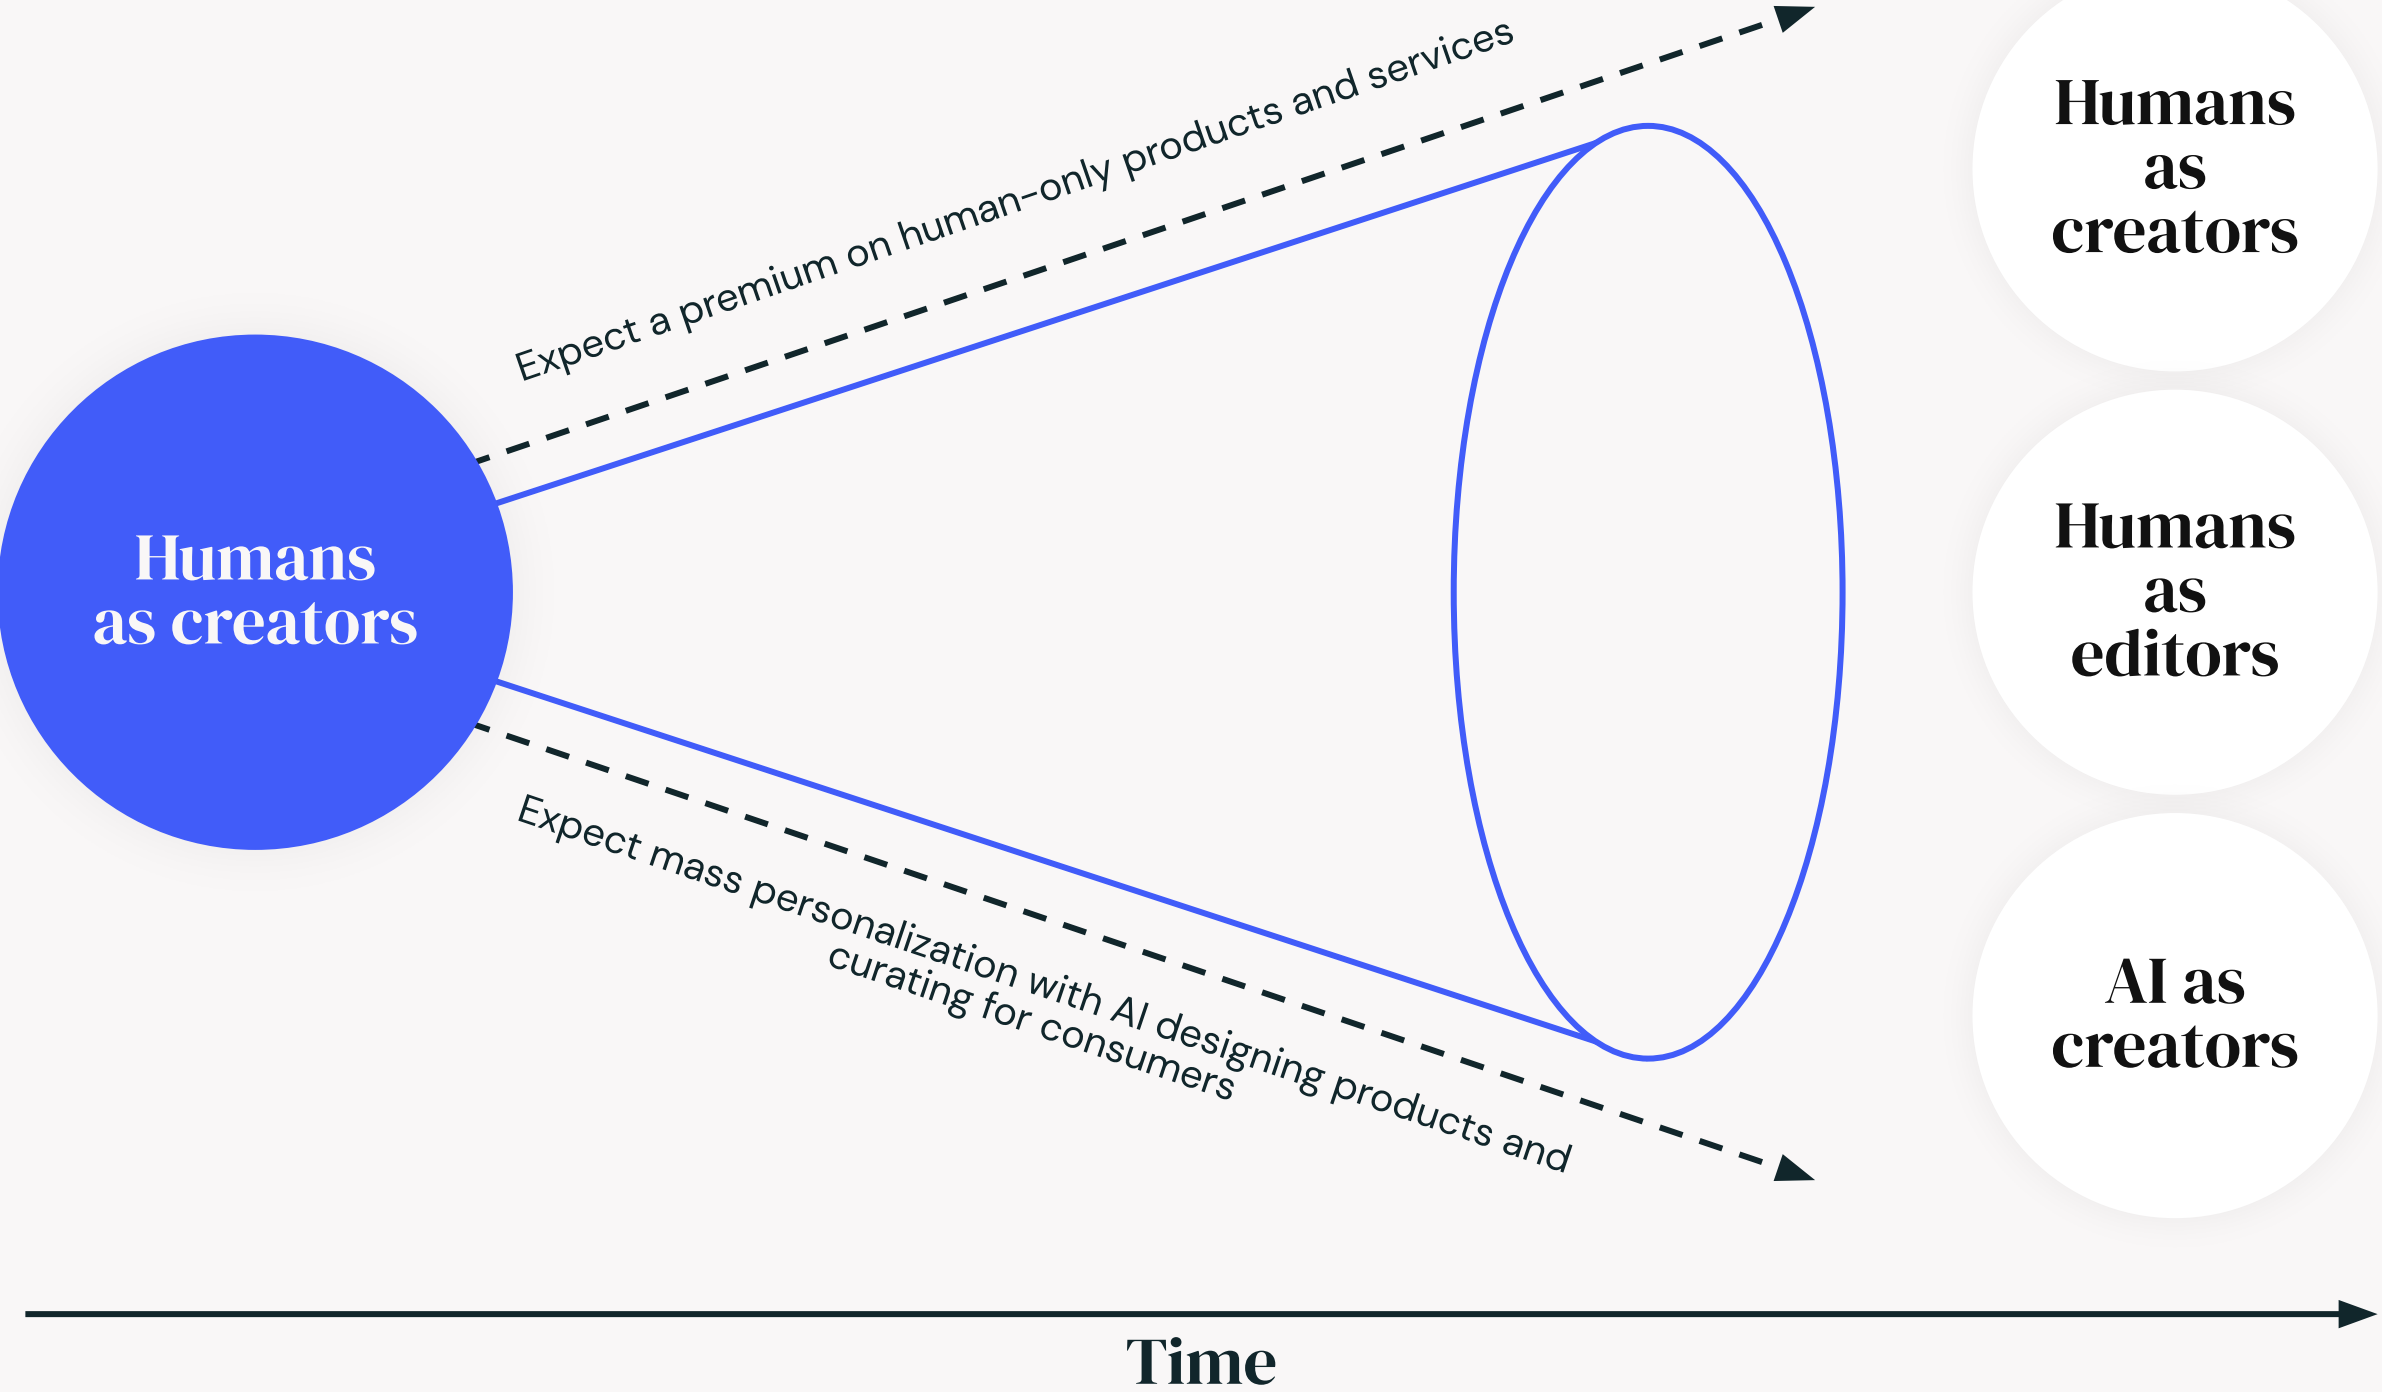 Expect a premium on human-only products and services
Humans
as creators
Expect mass personalization with AI designing products and
curating for consumers
Humans
as
creators
Humans
as
editors
AI as
creators
Time